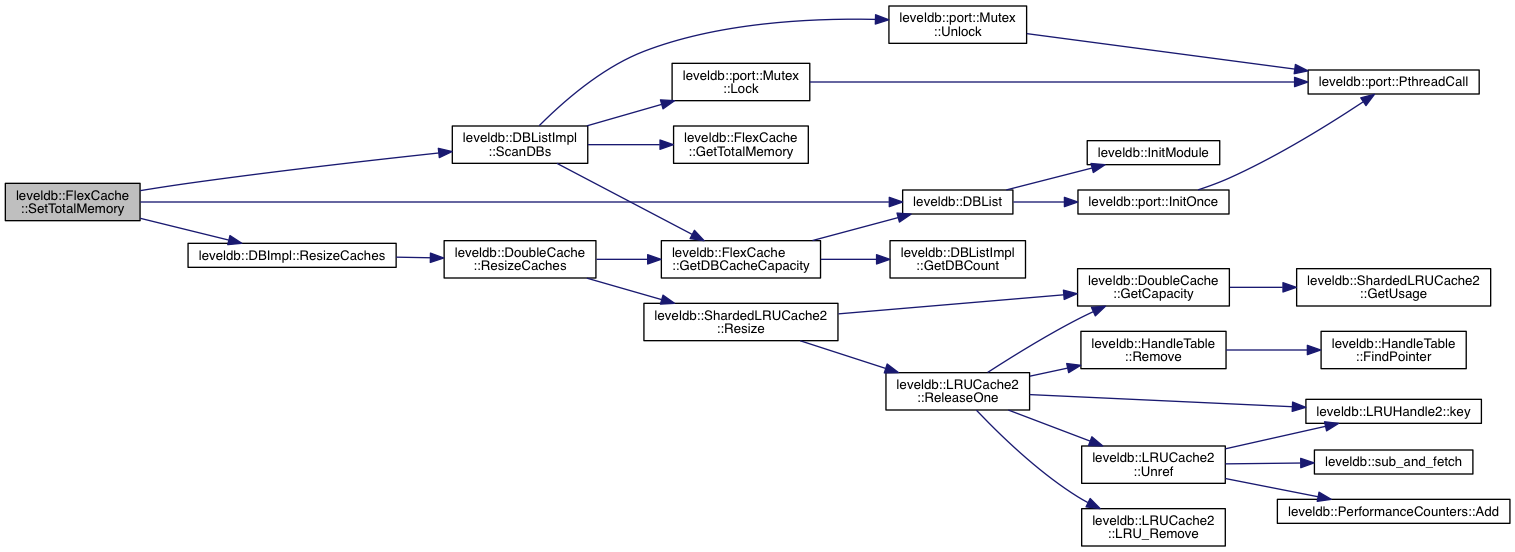 leveldb::FlexCache
::SetTotalMemory
leveldb::DBListImpl
::ScanDBs
leveldb::DBImpl::ResizeCaches
leveldb::port::Mutex
::Unlock
leveldb::port::Mutex
::Lock
leveldb::FlexCache
::GetTotalMemory
leveldb::port::PthreadCall
leveldb::InitModule
leveldb::DBList
leveldb::port::InitOnce
leveldb::DoubleCache
::ResizeCaches
leveldb::FlexCache
::GetDBCacheCapacity
leveldb::DBListImpl
::GetDBCount
leveldb::ShardedLRUCache2
::Resize
leveldb::DoubleCache
::GetCapacity
leveldb::ShardedLRUCache2
::GetUsage
leveldb::HandleTable
::Remove
leveldb::HandleTable
::FindPointer
leveldb::LRUCache2
::ReleaseOne
leveldb::LRUHandle2::key
leveldb::LRUCache2
::Unref
leveldb::sub_and_fetch
leveldb::PerformanceCounters::Add
leveldb::LRUCache2
::LRU_Remove